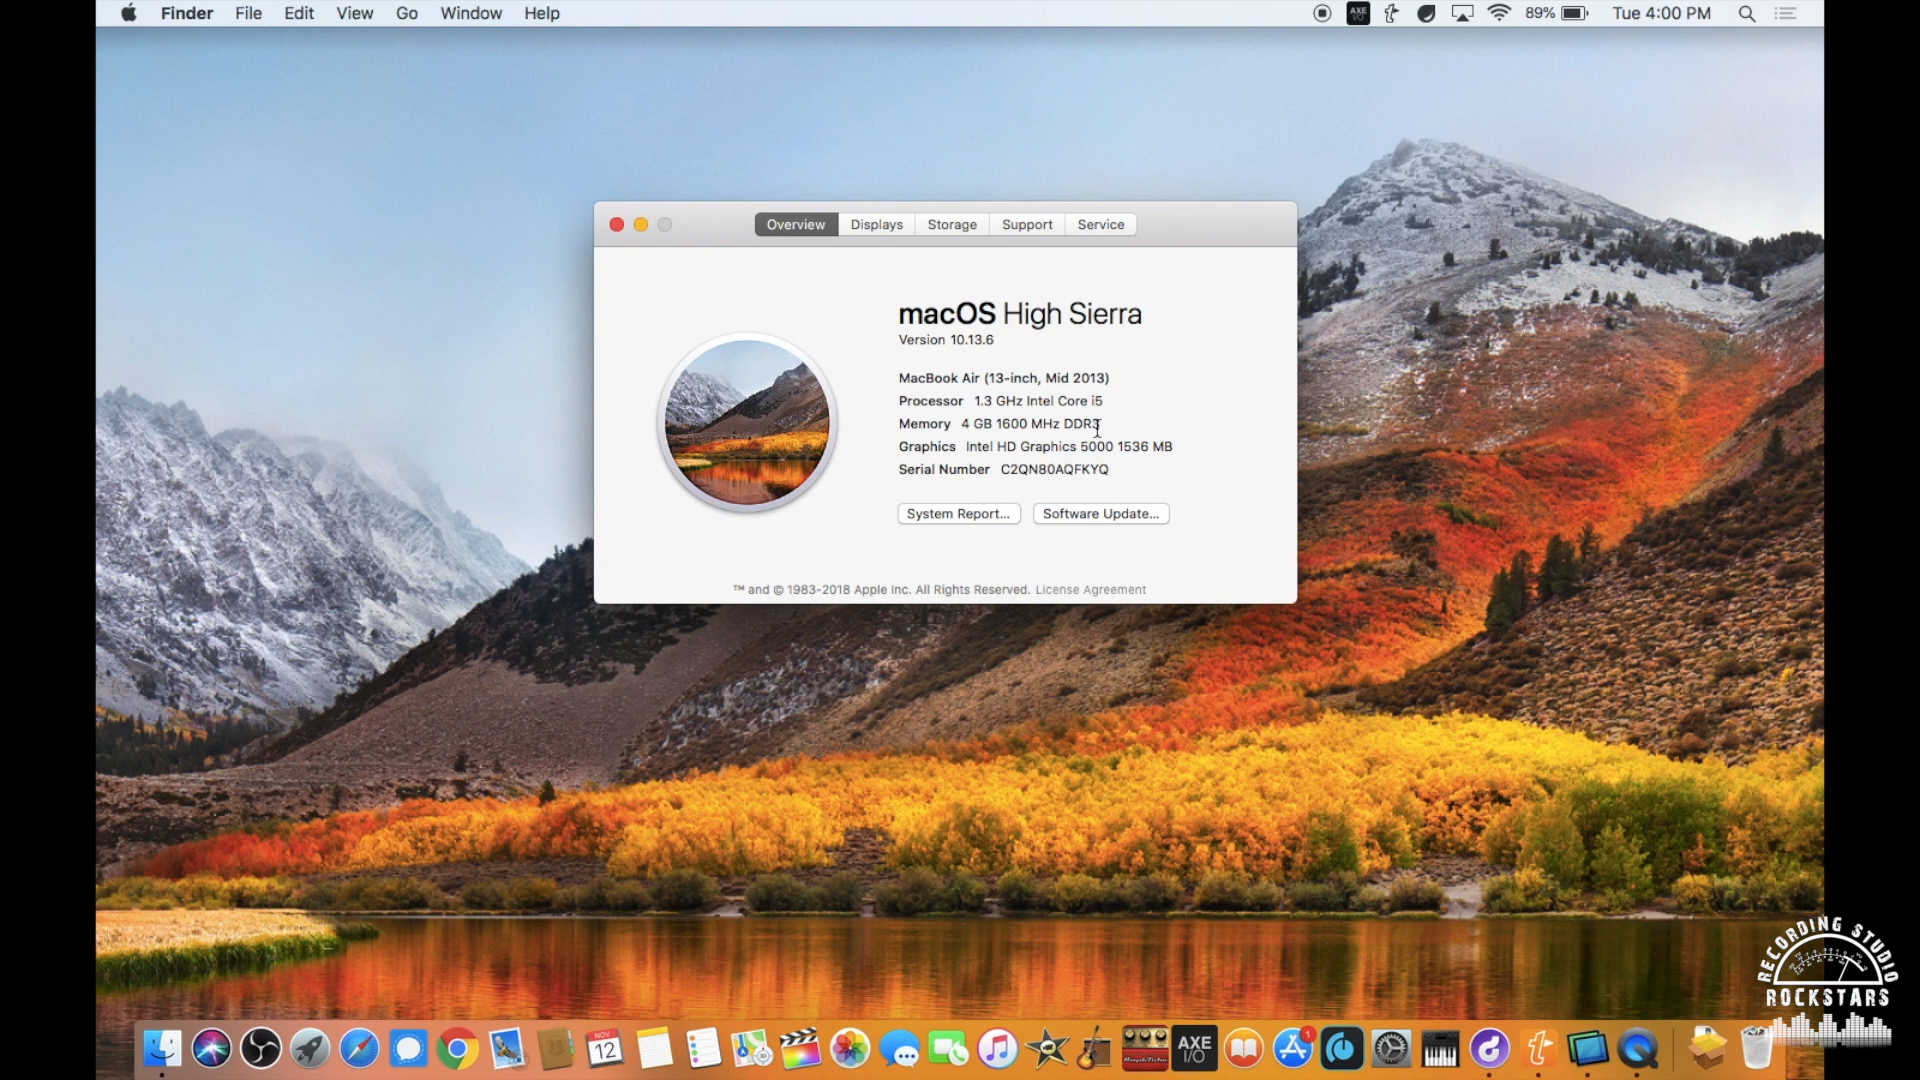 Finder File Edit View Go Window Help
AXE I/O 89% Tue 4:00 PM
Overview Displays Storage Support Service
macOS High Sierra
Version 10.13.6
MacBook Air (13-inch, Mid 2013)
Processor 1.3 GHz Intel Core i5
Memory 4 GB 1600 MHz DDR3
Graphics Intel HD Graphics 5000 1536 MB
Serial Number C2QN80AQFKYQ
System Report... Software Update...
™ and © 1983-2018 Apple Inc. All Rights Reserved. License Agreement
RECORDING STUDIO
ROCKSTARS
NOV
12
AXE
I/O
1